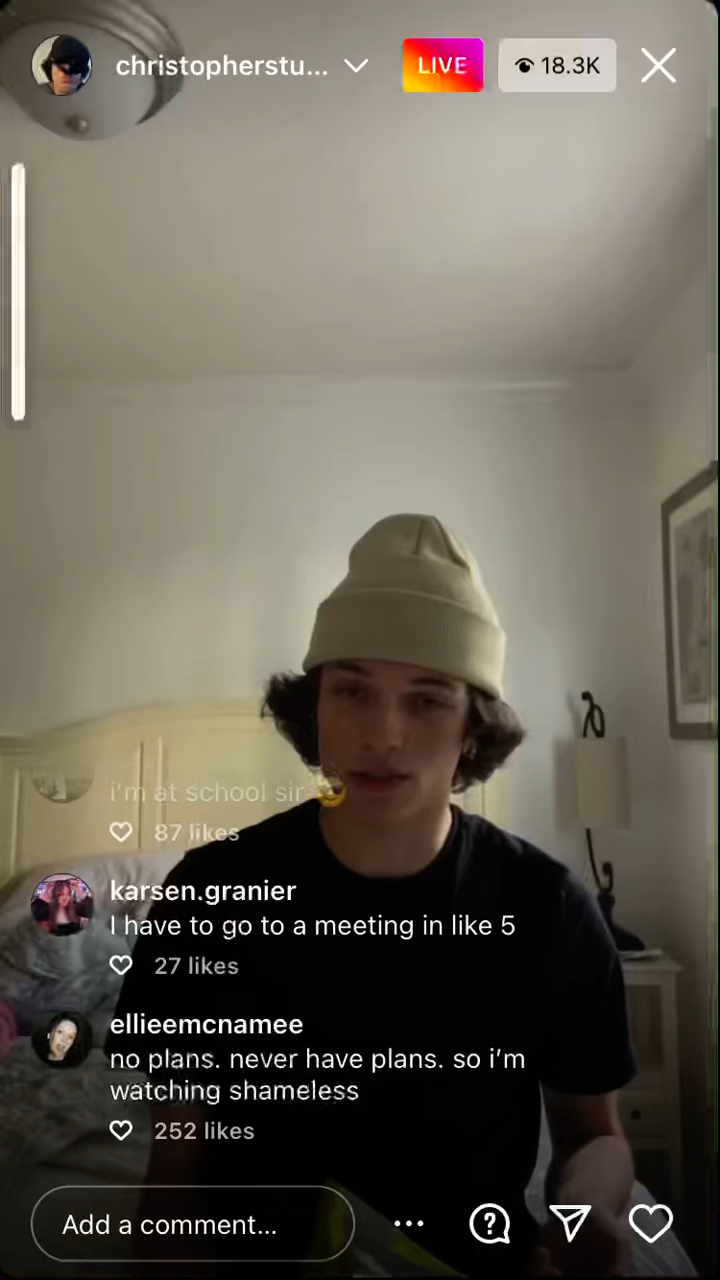 christopherstu...
LIVE
18.3K
i'm at school sir
87 likes
karsen.granier
I have to go to a meeting in like 5
27 likes
ellieemcnamee
no plans. never have plans. so i'm
watching shameless
252 likes
Add a comment...